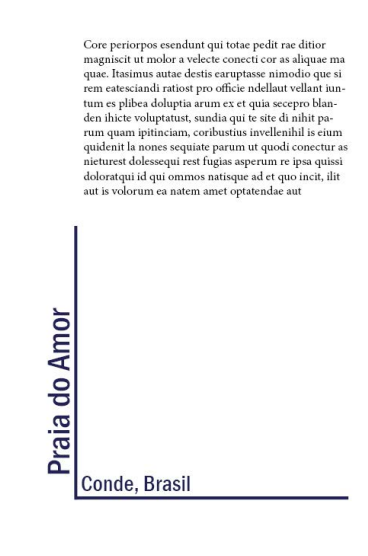 Core periorpos esendunt qui totae pedit rae ditior
magniscit ut molor a velecte conecti cor as aliquae ma
quae. Itasimus autae destis earuptasse nimodio que si
rem eatesciandi ratiost pro officie ndellaut vellant iun-
tum es plibea doluptia arum ex et quia secepro blan-
den ihicte voluptatust, sundia qui te site di nihit pa-
rum quam ipitinciam, coribustius invellenihil is eium
quidenit la nones sequiate parum ut quodi conectur as
nieturest dolessequi rest fugias asperum re ipsa quissi
doloratqui id qui ommos natisque ad et quo incit, ilit
aut is volorum ea natem amet optatendae aut
Praia do Amor
Conde, Brasil